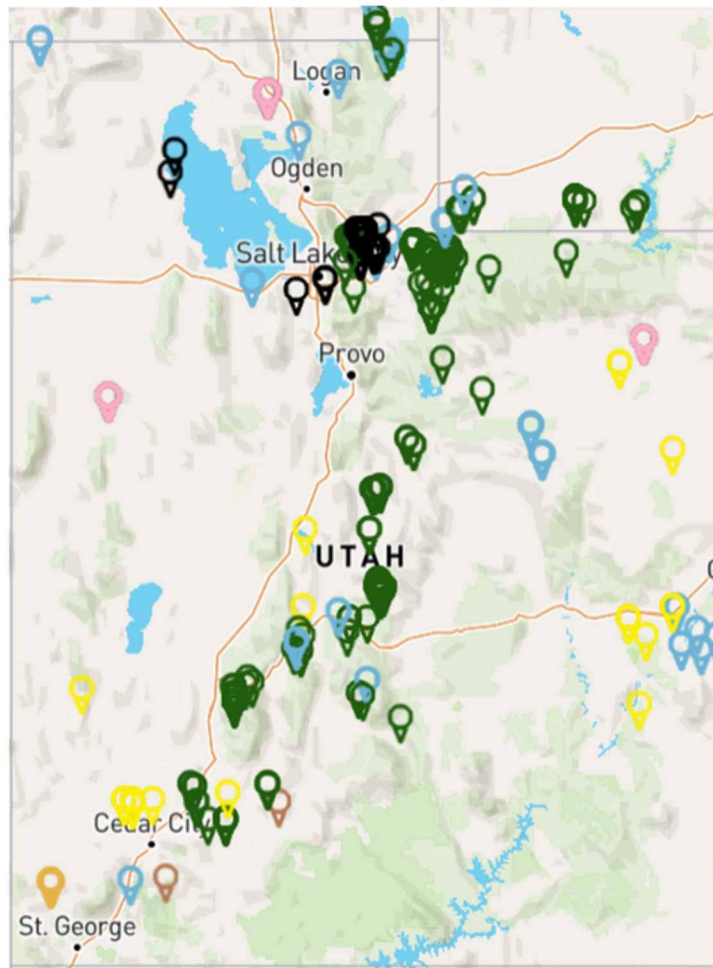 Logan
Ogden
Salt Lake
Provo
UTAH
Cedar City
St. George